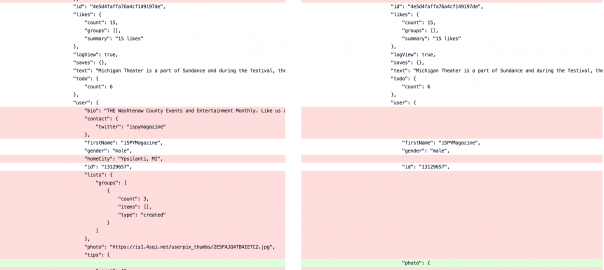 "id": "4e5d4faffa76a4cf149197de",
"likes": {
"count": 15,
"groups": [],
"summary": "15 likes"
},
"logView": true,
"saves": {},
"text": "Michigan Theater is a part of Sundance and during the festival, the
"todo": {
"count": 6
},
"user": {
"bio": "THE Washtenaw County Events and Entertainment Monthly. Like us o
"contact": {
"twitter": "ispymagazine"
},
"firstName": "iSPYMagazine",
"gender": "male",
"homeCity": "Ypsilanti, MI",
"id": "13129657",
"lists": {
"groups": [
{
"count": 3,
"items": [],
"type": "created"
}
]
},
"photo": "https://is1.4sqi.net/userpix_thumbs/2E5FAJQ4TB4IETC2.jpg",
"tips": {
"id": "4e5d4faffa76a4cf149197de",
"likes": {
"count": 15,
"groups": [],
"summary": "15 likes"
},
"logView": true,
"saves": {},
"text": "Michigan Theater is a part of Sundance and during the festival, the
"todo": {
"count": 6
},
"user": {
"firstName": "iSPYMagazine",
"gender": "male",
"id": "13129657",
"photo": {